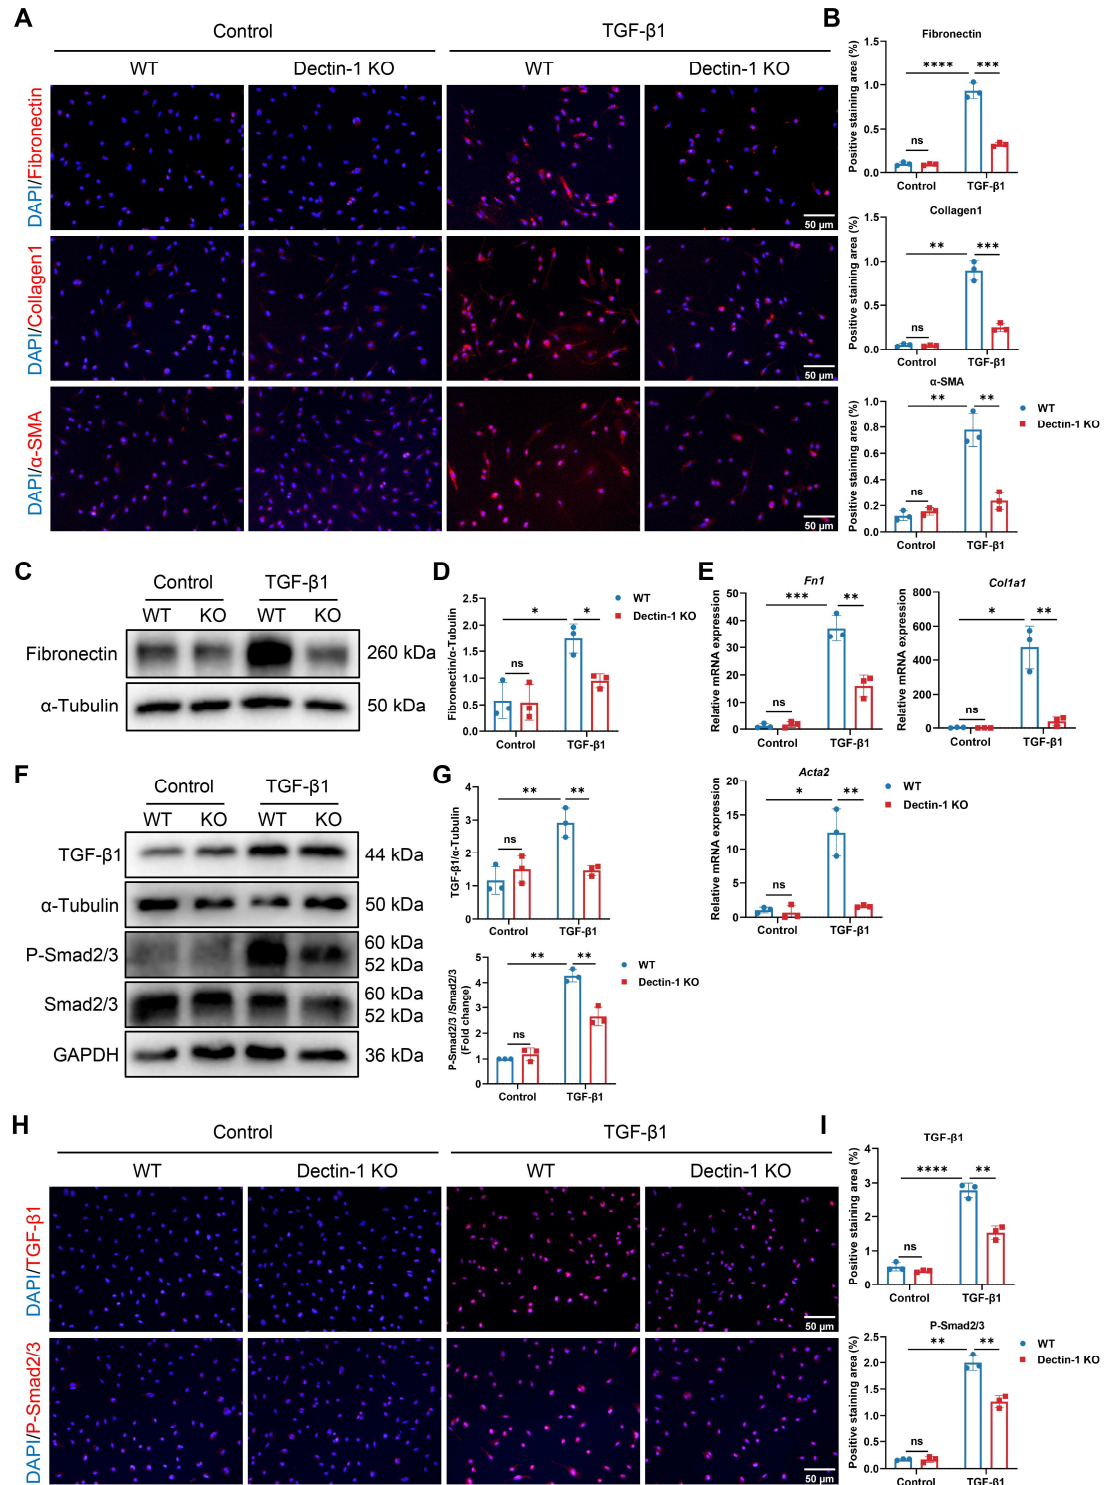 A
Control
TGF-β1
WT
Dectin-1 KO
WT
Dectin-1 KO
DAPI/Fibronectin
50 μm
DAPI/Collagen1
50 μm
DAPI/α-SMA
50 μm
B
Fibronectin
Positive staining area (%)
1.5
1.0
0.5
0.0
ns
****
***
Control
TGF-β1
Collagen1
Positive staining area (%)
1.5
1.0
0.5
0.0
ns
**
***
Control
TGF-β1
α-SMA
Positive staining area (%)
1.0
0.8
0.6
0.4
0.2
0.0
ns
**
**
Control
TGF-β1
WT
Dectin-1 KO
C
Control
TGF-β1
WT
KO
WT
KO
Fibronectin
260 kDa
α-Tubulin
50 kDa
D
Fibronectin/α-Tubulin
2.5
2.0
1.5
1.0
0.5
0.0
ns
*
*
Control
TGF-β1
WT
Dectin-1 KO
E
Fn1
Relative mRNA expression
50
40
30
20
10
0
ns
***
**
Control
TGF-β1
Col1a1
Relative mRNA expression
800
600
400
200
0
ns
*
**
Control
TGF-β1
Acta2
Relative mRNA expression
20
15
10
5
0
ns
*
**
Control
TGF-β1
WT
Dectin-1 KO
F
Control
TGF-β1
WT
KO
WT
KO
TGF-β1
44 kDa
α-Tubulin
50 kDa
P-Smad2/3
60 kDa
52 kDa
Smad2/3
60 kDa
52 kDa
GAPDH
36 kDa
G
TGF-β1/α-Tubulin
4
3
2
1
0
ns
**
**
Control
TGF-β1
P-Smad2/3 /Smad2/3
(Fold change)
5
4
3
2
1
0
ns
**
**
Control
TGF-β1
WT
Dectin-1 KO
H
Control
TGF-β1
WT
Dectin-1 KO
WT
Dectin-1 KO
DAPI/TGF-β1
50 μm
DAPI/P-Smad2/3
50 μm
I
TGF-β1
Positive staining area (%)
4
3
2
1
0
ns
****
**
Control
TGF-β1
P-Smad2/3
Positive staining area (%)
2.5
2.0
1.5
1.0
0.5
0.0
ns
**
**
Control
TGF-β1
WT
Dectin-1 KO